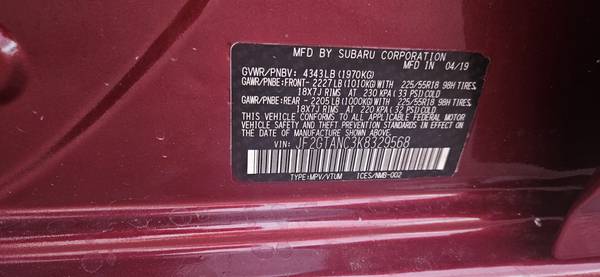 MFD BY SUBARU CORPORATION
GVWR/PNBV: 4343LB (1970KG) IN 04/19
GAWR/PNBE: FRONT - 2227LB (1010KG) WITH 225/55R18 98H TIRES,
18X7J RIMS AT 230 KPA (33 PSI) COLD
GAWR/PNBE: REAR - 2205LB (1000KG) WITH 225/55R18 98H TIRES,
18X7J RIMS AT 220 KPA (32 PSI) COLD
THIS VEHICLE CONFORMS TO ALL APPLICABLE FEDERAL MOTOR
VEHICLE SAFETY AND THEFT PREVENTION STANDARDS IN EFFECT ON
THE DATE OF MANUFACTURE SHOWN ABOVE.
VIN: JF2GTANC3K8329568
TYPE:MPV/VTUM ICES/NMB-002